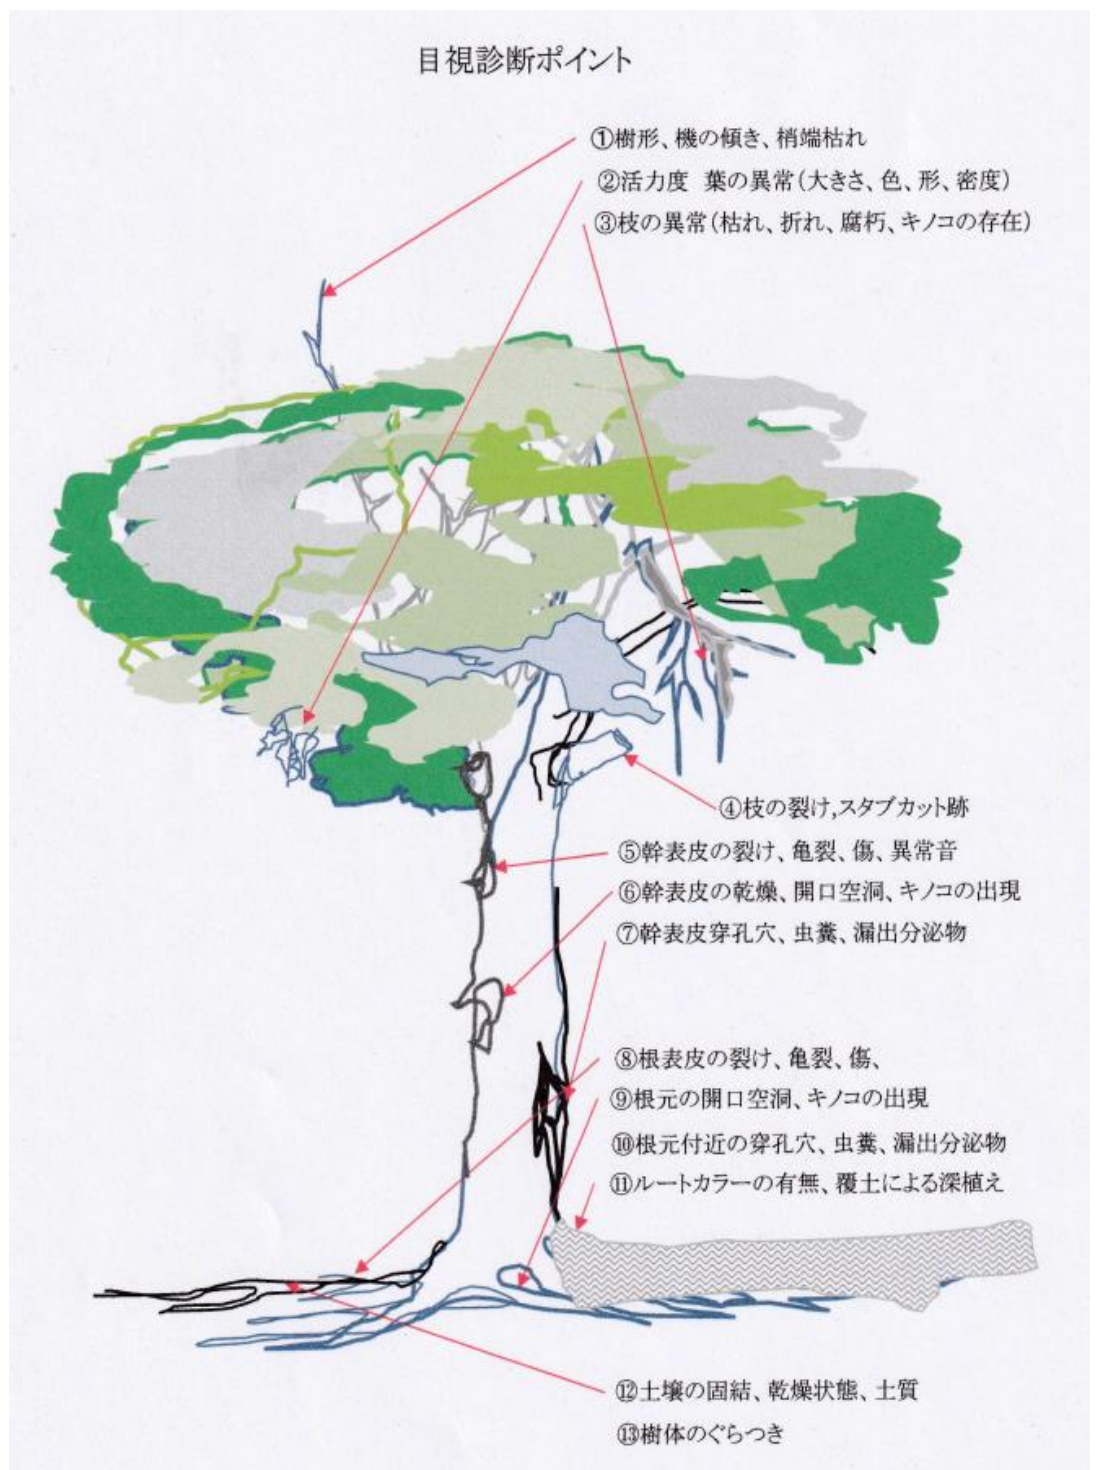 目視診断ポイント
①樹形、機の傾き、梢端枯れ
②活力度 葉の異常(大きさ、色、形、密度)
③枝の異常(枯れ、折れ、腐朽、キノコの存在)
④枝の裂け,スタブカット跡
⑤幹表皮の裂け、亀裂、傷、異常音
⑥幹表皮の乾燥、開口空洞、キノコの出現
⑦幹表皮穿孔穴、虫糞、漏出分泌物
⑧根表皮の裂け、亀裂、傷、
⑨根元の開口空洞、キノコの出現
⑩根元付近の穿孔穴、虫糞、漏出分泌物
⑪ルートカラーの有無、覆土による深植え
⑫土壌の固結、乾燥状態、土質
⑬樹体のぐらつき